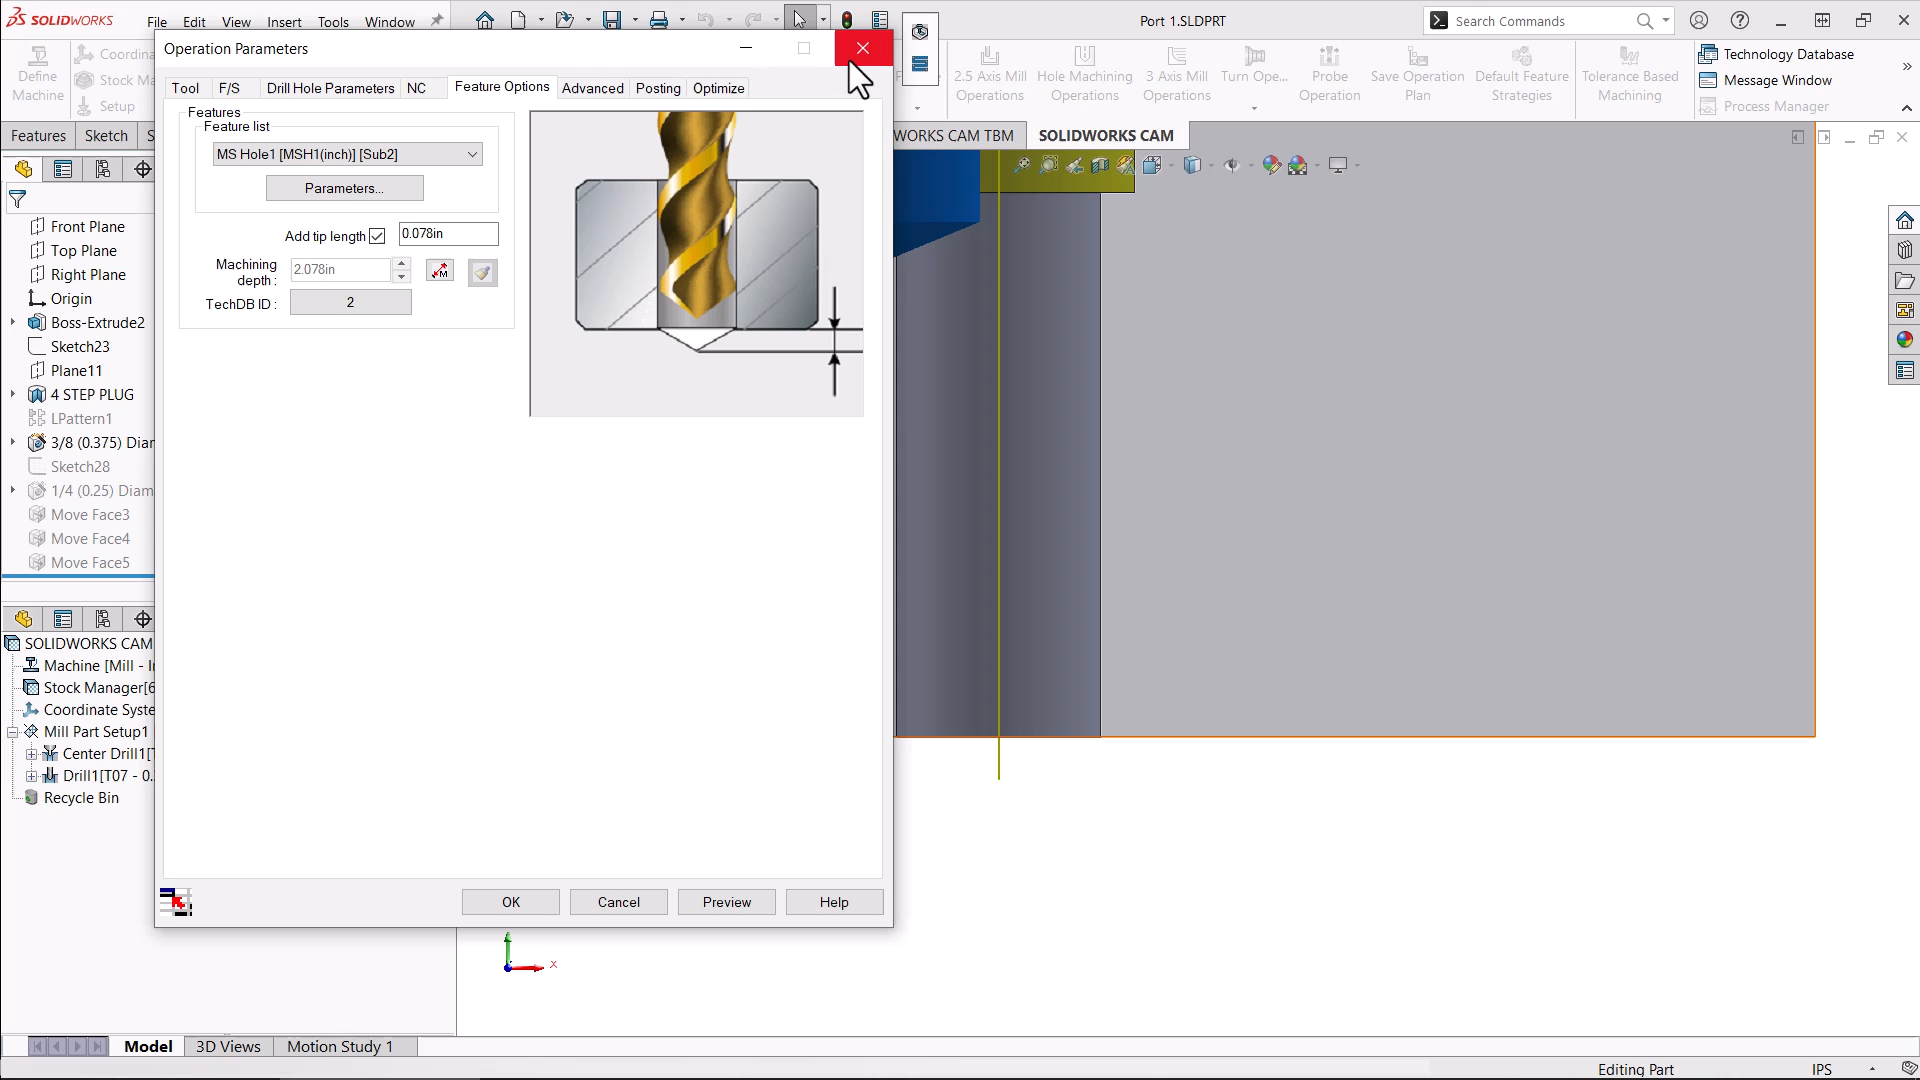 SOLIDWORKS File Edit View Insert Tools Window Port 1.SLDPRT Search Commands
Operation Parameters
Define Machine
Coordina
Stock Ma
Setup
2.5 Axis Mill Operations
Hole Machining Operations
3 Axis Mill Operations
Turn Ope...
Probe Operation
Save Operation Plan
Default Feature Strategies
Tolerance Based Machining
Technology Database
Message Window
Process Manager
Tool F/S Drill Hole Parameters NC Feature Options Advanced Posting Optimize
Features Sketch S
WORKS CAM TBM SOLIDWORKS CAM
Features
Feature list
MS Hole1 [MSH1(inch)] [Sub2]
Parameters...
Add tip length 0.078in
Machining depth : 2.078in M
TechDB ID : 2
Front Plane
Top Plane
Right Plane
Origin
Boss-Extrude2
Sketch23
Plane11
4 STEP PLUG
LPattern1
3/8 (0.375) Diar
Sketch28
1/4 (0.25) Diam
Move Face3
Move Face4
Move Face5
SOLIDWORKS CAM
Machine [Mill - I
Stock Manager[6
Coordinate Syste
Mill Part Setup1
Center Drill1[T
Drill1[T07 - 0.
Recycle Bin
OK Cancel Preview Help
x
Model 3D Views Motion Study 1
Editing Part IPS